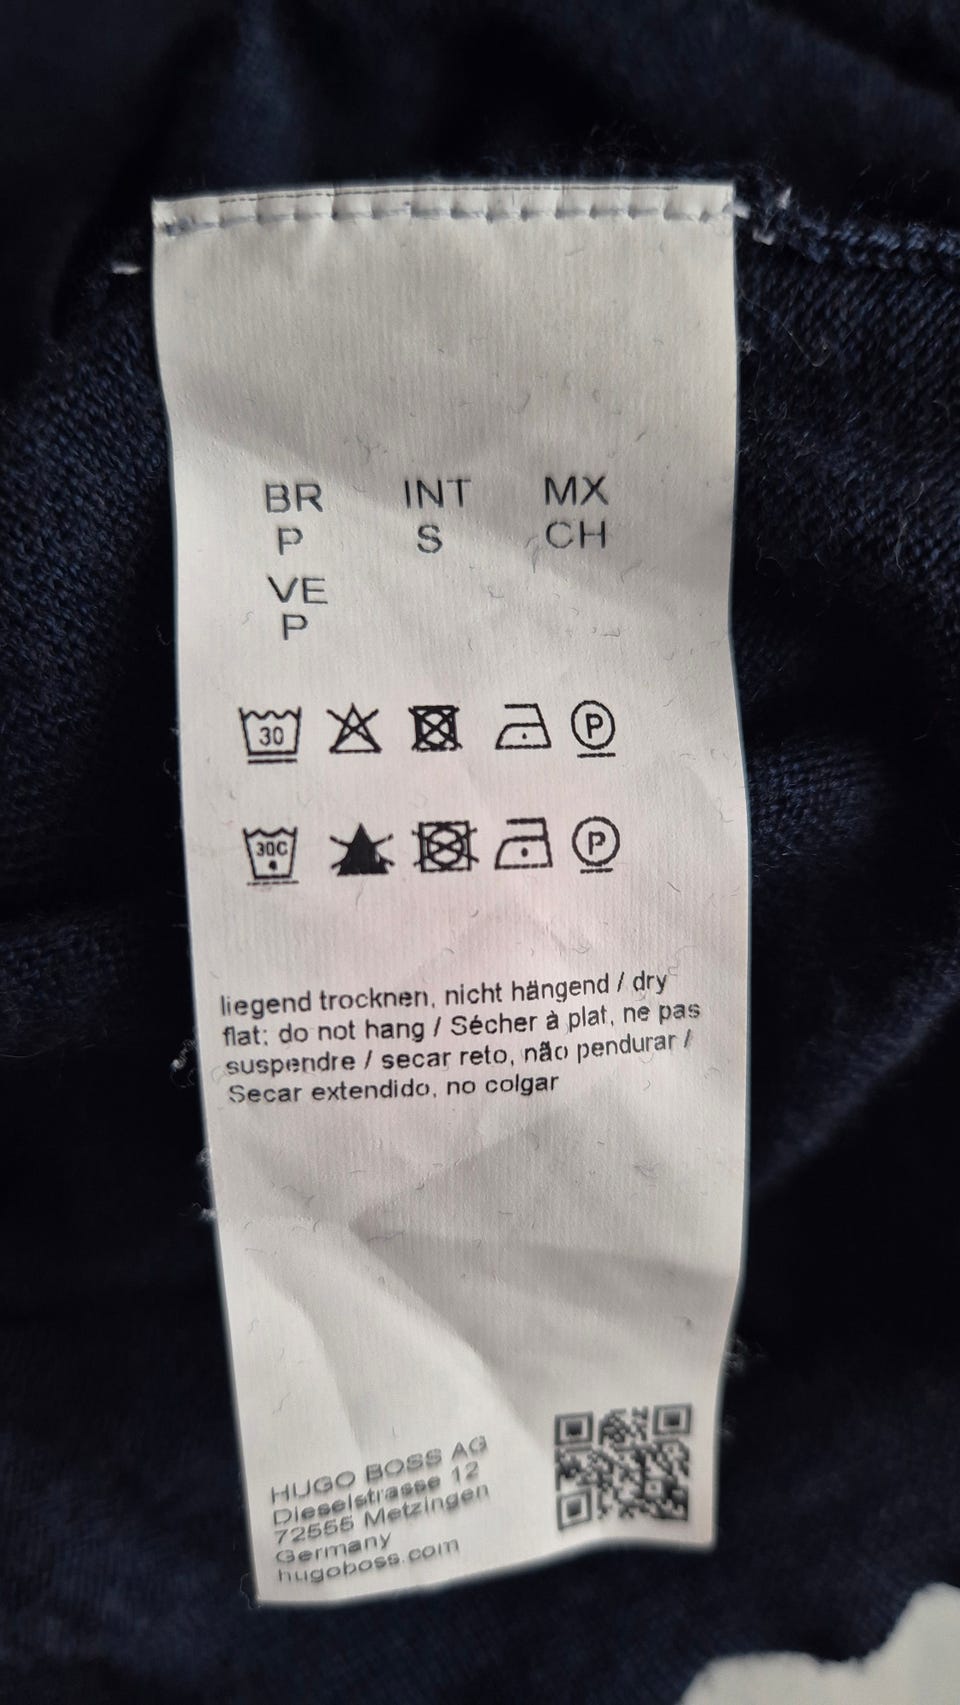 BR INT MX
P S CH
VE
P
30 P
30C P
liegend trocknen, nicht hängend / dry
flat; do not hang / Sécher à plat, ne pas
suspendre / secar reto, não pendurar /
Secar extendido, no colgar
HUGO BOSS AG
Dieselstrasse 12
72555 Metzingen
Germany
hugoboss.com